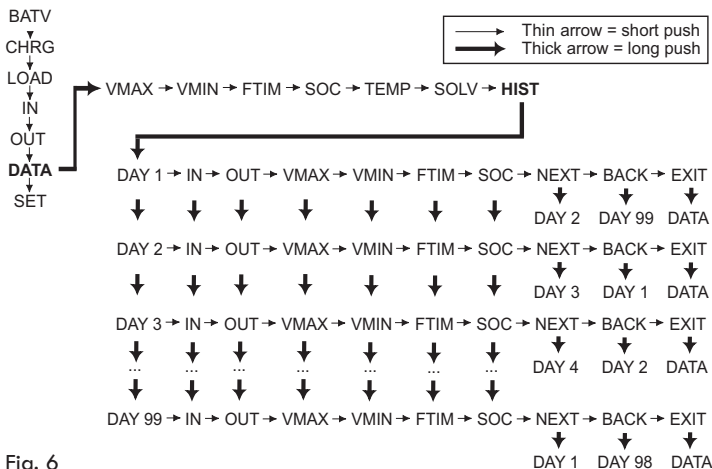 BATV
CHRG
LOAD
IN
OUT
DATA
SET
Thin arrow = short push
Thick arrow = long push
VMAX VMIN FTIM SOC TEMP SOLV HIST
DAY 1 IN OUT VMAX VMIN FTIM SOC NEXT BACK EXIT
DAY 2 DAY 99 DATA
DAY 2 IN OUT VMAX VMIN FTIM SOC NEXT BACK EXIT
DAY 3 DAY 1 DATA
DAY 3 IN OUT VMAX VMIN FTIM SOC NEXT BACK EXIT
... ... ... ... ... ... ...
DAY 4 DAY 2 DATA
DAY 99 IN OUT VMAX VMIN FTIM SOC NEXT BACK EXIT
DAY 1 DAY 98 DATA
Fig. 6